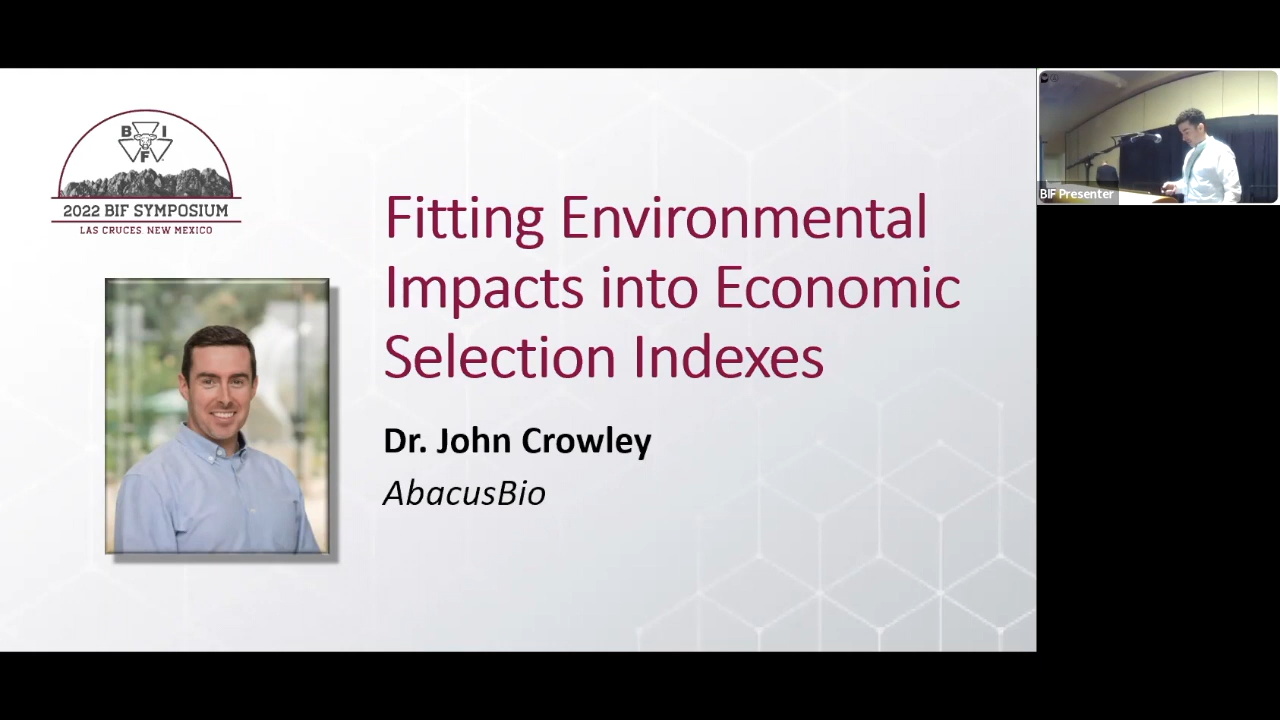 B I
F
2022 BIF SYMPOSIUM
LAS CRUCES, NEW MEXICO
Fitting Environmental
Impacts into Economic
Selection Indexes
Dr. John Crowley
AbacusBio
BIF Presenter